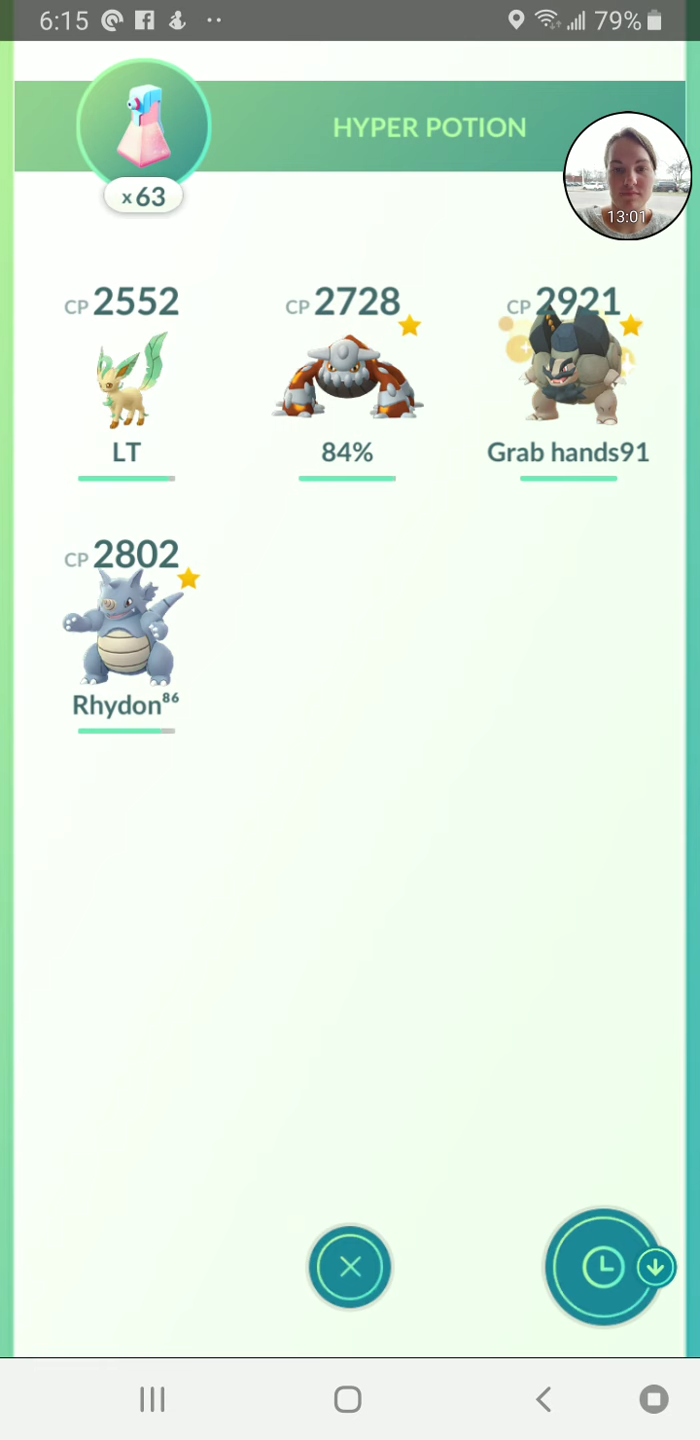 6:15 79%
HYPER POTION
x63
13:01
CP 2552 CP 2728 CP 2921
LT 84% Grab hands91
CP 2802
Rhydon⁸⁶